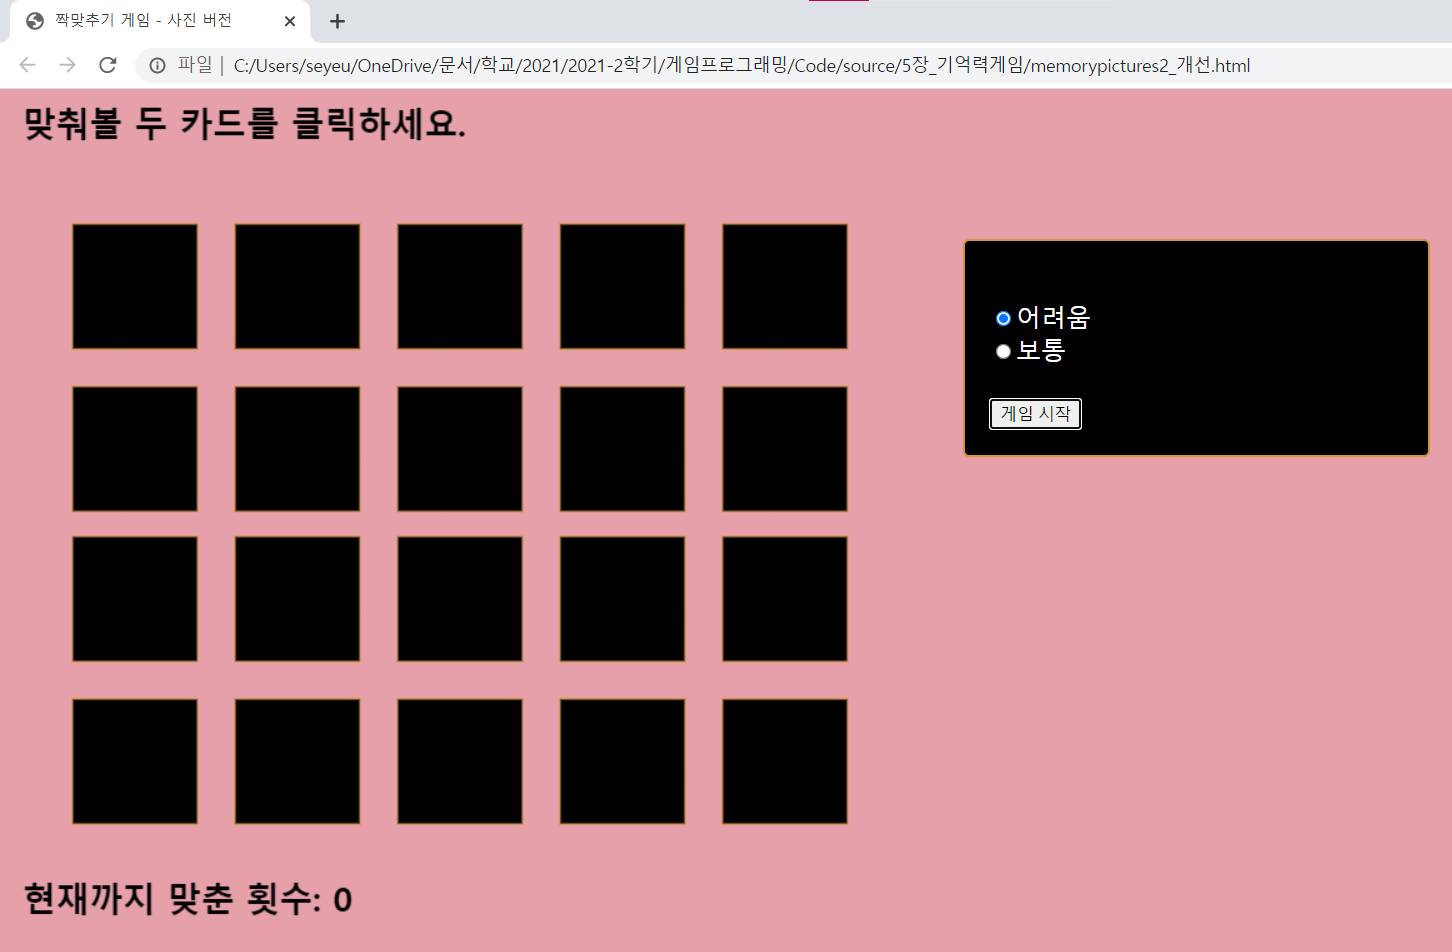 짝맞추기 게임 - 사진 버전
파일 | C:/Users/seyeu/OneDrive/문서/학교/2021/2021-2학기/게임프로그래밍/Code/source/5장_기억력게임/memorypictures2_개선.html
맞춰볼 두 카드를 클릭하세요.
어려움
보통
게임 시작
현재까지 맞춘 횟수: 0